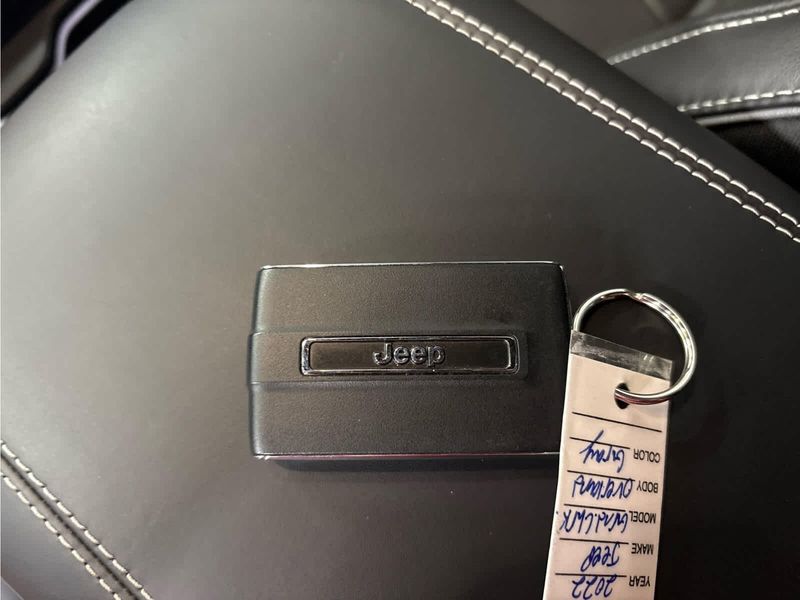 Jeep
YEAR 2022
MAKE JEEP
MODEL
BODY Overland
COLOR Gray